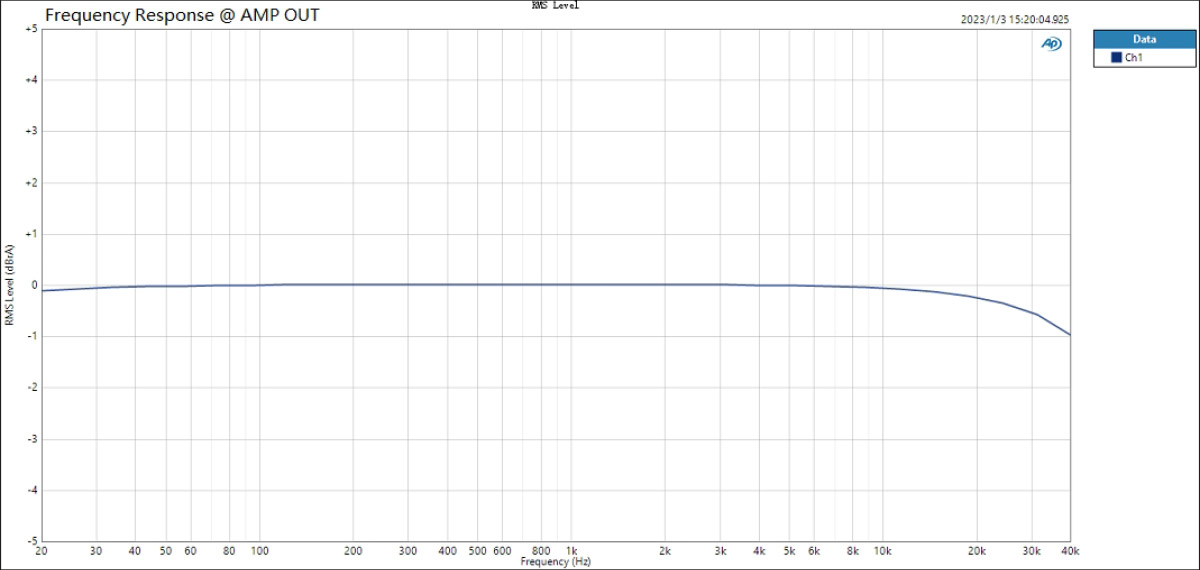 RMS Level
Frequency Response @ AMP OUT
2023/1/3 15:20:04.925
AP
Data
Ch1
+5
+4
+3
+2
+1
0
-1
-2
-3
-4
-5
RMS Level (dBrA)
20 30 40 50 60 80 100 200 300 400 500 600 800 1k 2k 3k 4k 5k 6k 8k 10k 20k 30k 40k
Frequency (Hz)